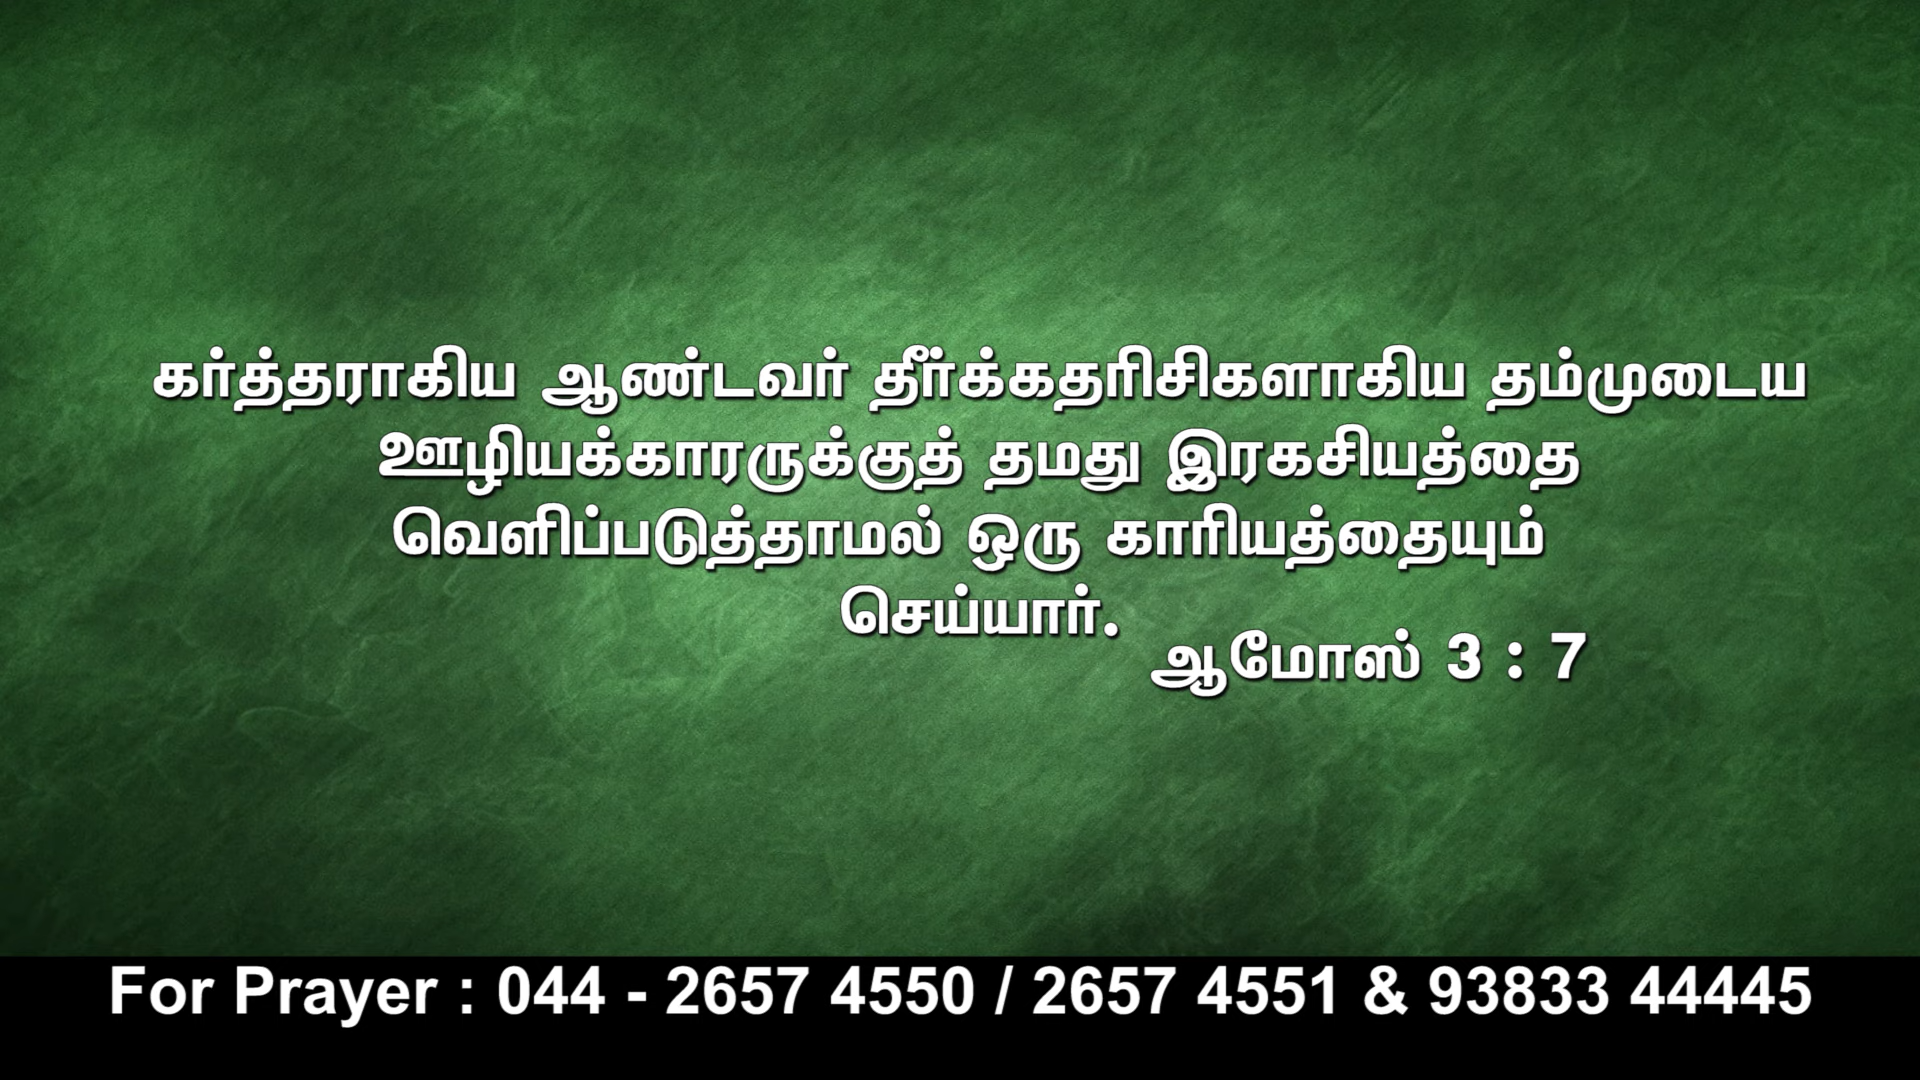 கர்த்தராகிய ஆண்டவர் தீர்க்கதரிசிகளாகிய தம்முடைய
ஊழியக்காரருக்குத் தமது இரகசியத்தை
வெளிப்படுத்தாமல் ஒரு காரியத்தையும்
செய்யார்.
ஆமோஸ் 3 : 7
For Prayer : 044 - 2657 4550 / 2657 4551 & 93833 44445